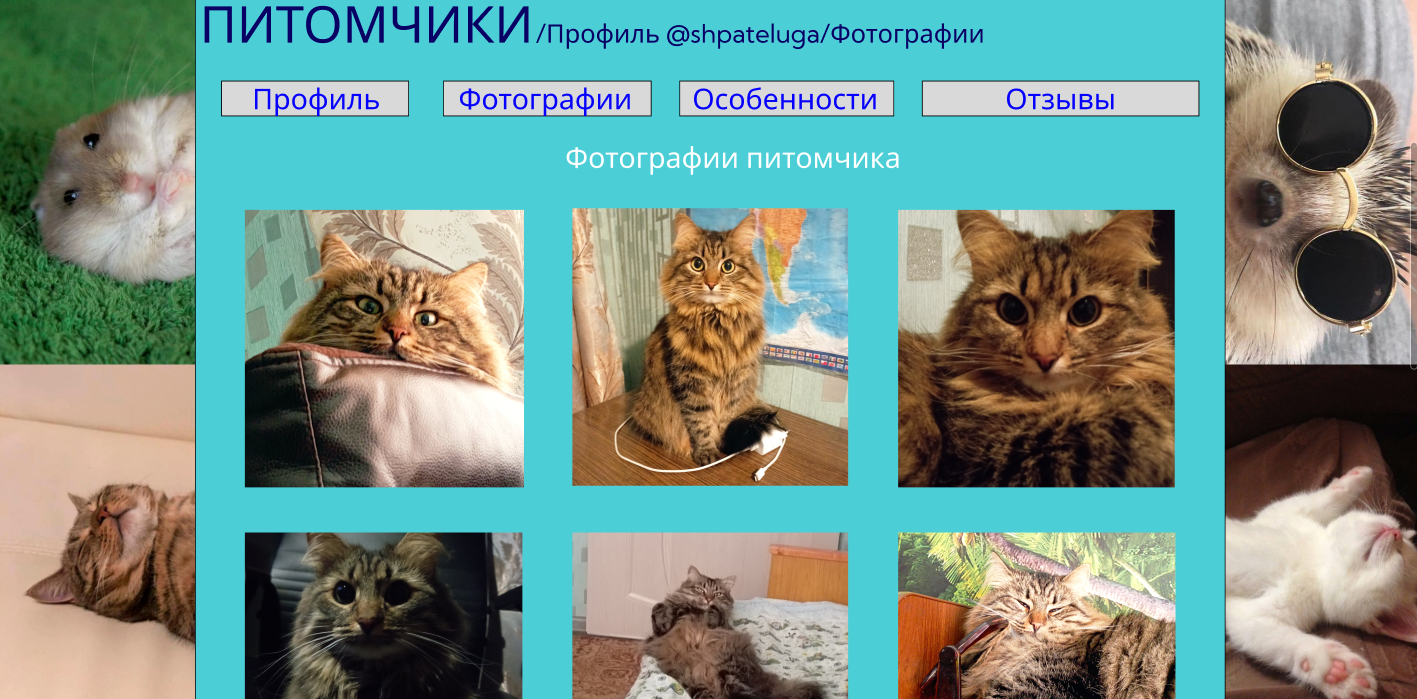 ПИТОМЧИКИ/Профиль @shpateluga/Фотографии
Профиль Фотографии Особенности Отзывы
Фотографии питомчика